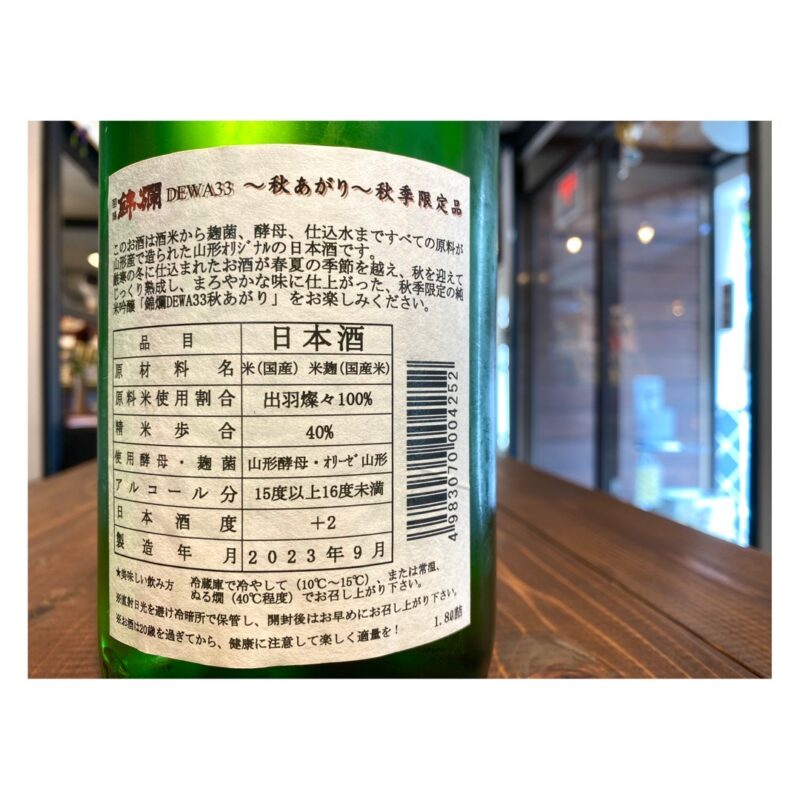 錦爛 DEWA33 ～秋あがり～秋季限定品
このお酒は酒米から麹菌、酵母、仕込水まですべての原料が
山形産で造られた山形ｵﾘｼﾞﾅﾙの日本酒です。
厳寒の冬に仕込まれたお酒が春夏の季節を越え、秋を迎えて
じっくり熟成し、まろやかな味に仕上がった、秋季限定の純
米吟醸「錦爛DEWA33秋あがり」をお楽しみください。
品目 日本酒
原材料名 米(国産) 米麹(国産米)
原料米使用割合 出羽燦々100%
精米歩合 40%
使用酵母・麹菌 山形酵母・ｵﾘｰｾﾞ山形
アルコール分 15度以上16度未満
日本酒度 +2
製造年月 2023年9月
4983070004252
★美味しい飲み方 冷蔵庫で冷やして（10℃～15℃）、または常温、
ぬる燗（40℃程度）でお召し上がり下さい。
※直射日光を避け冷暗所で保管し、開封後はお早めにお召し上がり下さい。
※お酒は20歳を過ぎてから、健康に注意して楽しく適量を！
1.8ℓ詰